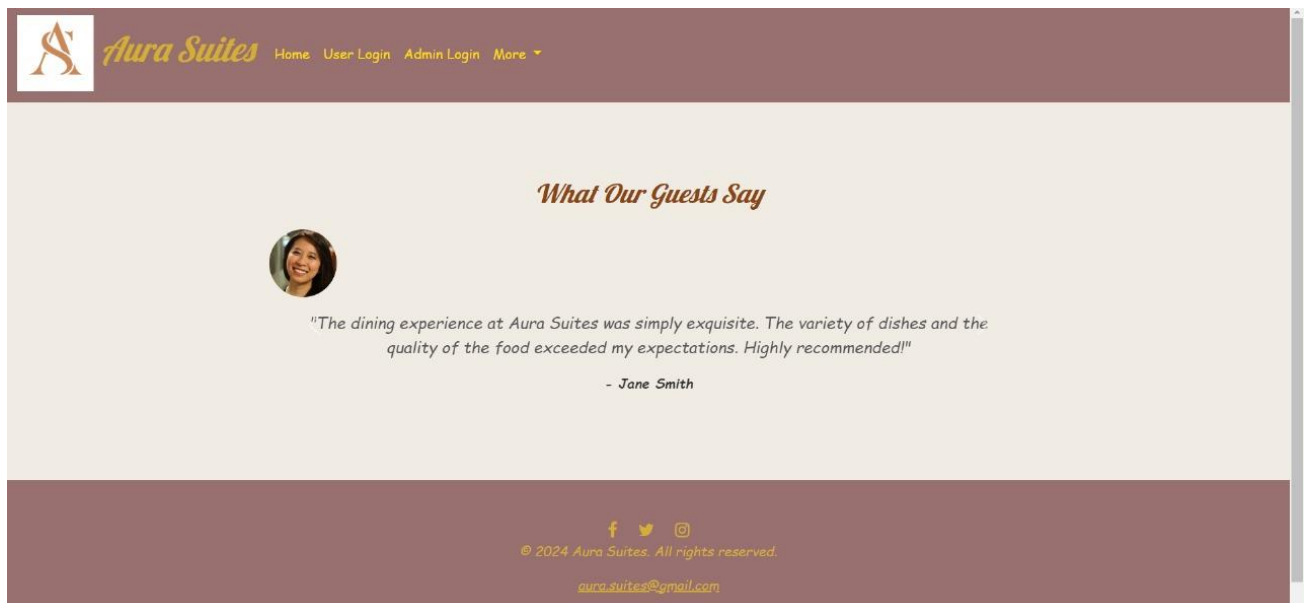 AS
Aura Suites Home User Login Admin Login More
What Our Guests Say
"The dining experience at Aura Suites was simply exquisite. The variety of dishes and the
quality of the food exceeded my expectations. Highly recommended!"
- Jane Smith
© 2024 Aura Suites. All rights reserved.
aura.suites@gmail.com